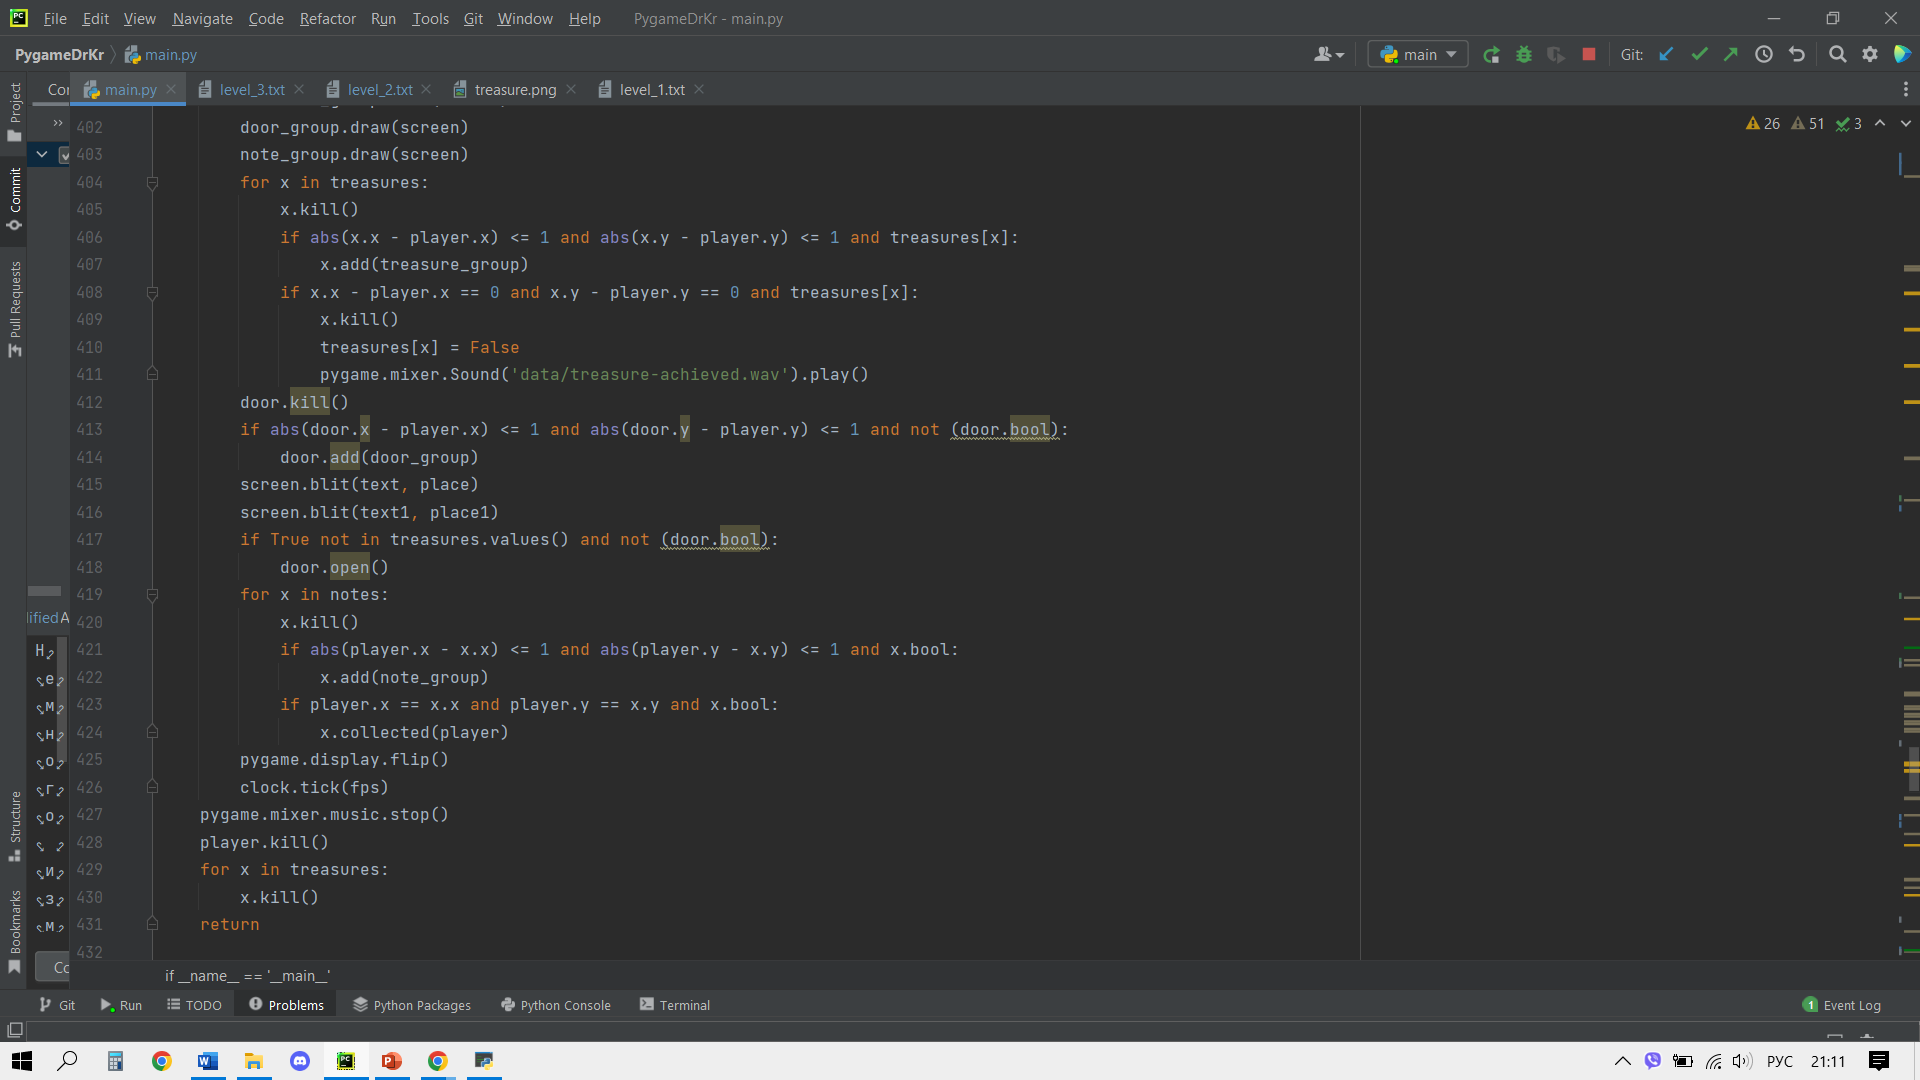 File Edit View Navigate Code Refactor Run Tools Git Window Help PygameDrKr - main.py
PygameDrKr main.py main Git:
Project
Cor main.py level_3.txt level_2.txt treasure.png level_1.txt
26 51 3
402 door_group.draw(screen)
403 note_group.draw(screen)
404 for x in treasures:
405 x.kill()
406 if abs(x.x - player.x) <= 1 and abs(x.y - player.y) <= 1 and treasures[x]:
407 x.add(treasure_group)
408 if x.x - player.x == 0 and x.y - player.y == 0 and treasures[x]:
409 x.kill()
410 treasures[x] = False
411 pygame.mixer.Sound('data/treasure-achieved.wav').play()
412 door.kill()
413 if abs(door.x - player.x) <= 1 and abs(door.y - player.y) <= 1 and not (door.bool):
414 door.add(door_group)
415 screen.blit(text, place)
416 screen.blit(text1, place1)
417 if True not in treasures.values() and not (door.bool):
418 door.open()
419 for x in notes:
420 x.kill()
421 if abs(player.x - x.x) <= 1 and abs(player.y - x.y) <= 1 and x.bool:
422 x.add(note_group)
423 if player.x == x.x and player.y == x.y and x.bool:
424 x.collected(player)
425 pygame.display.flip()
426 clock.tick(fps)
427 pygame.mixer.music.stop()
428 player.kill()
429 for x in treasures:
430 x.kill()
431 return
432
Commit
Pull Requests
Structure
Bookmarks
ified A
Н
е
м
н
о
г
о
и
з
м
Co
if __name__ == '__main__'
Git Run TODO Problems Python Packages Python Console Terminal 1 Event Log
РУС 21:11